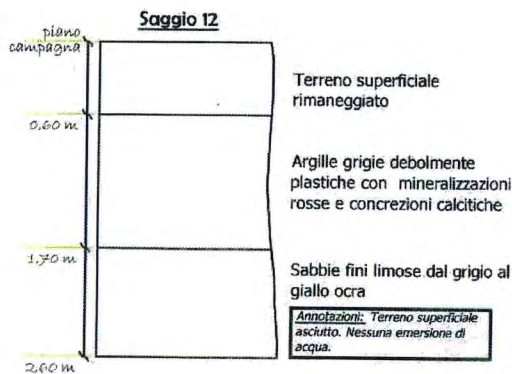 Saggio 12
piano
campagna
Terreno superficiale
rimaneggiato
0,60 m
Argille grigie debolmente
plastiche con mineralizzazioni
rosse e concrezioni calcitiche
1,70 m
Sabbie fini limose dal grigio al
giallo ocra
Annotazioni: Terreno superficiale
asciutto. Nessuna emersione di
acqua.
2,60 m